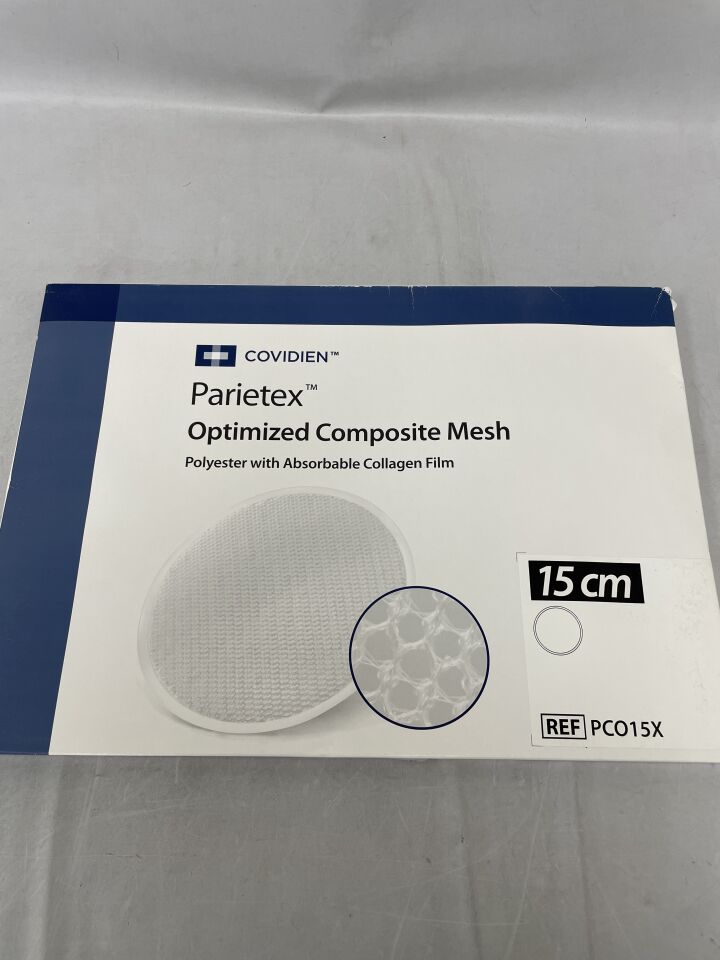 COVIDIEN™
Parietex™
Optimized Composite Mesh
Polyester with Absorbable Collagen Film
15 cm
REF PCO15X